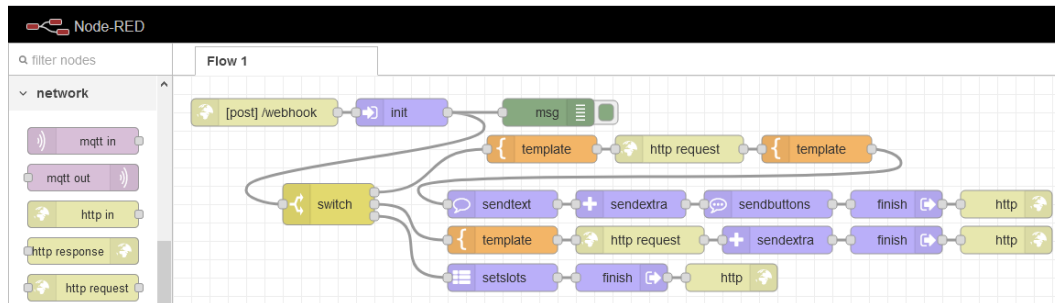 Node-RED
filter nodes
Flow 1
network
[post] /webhook
init
msg
mqtt in
template
http request
template
mqtt out
http in
switch
sendtext
sendextra
sendbuttons
finish
http
http response
template
http request
sendextra
finish
http
http request
setslots
finish
http